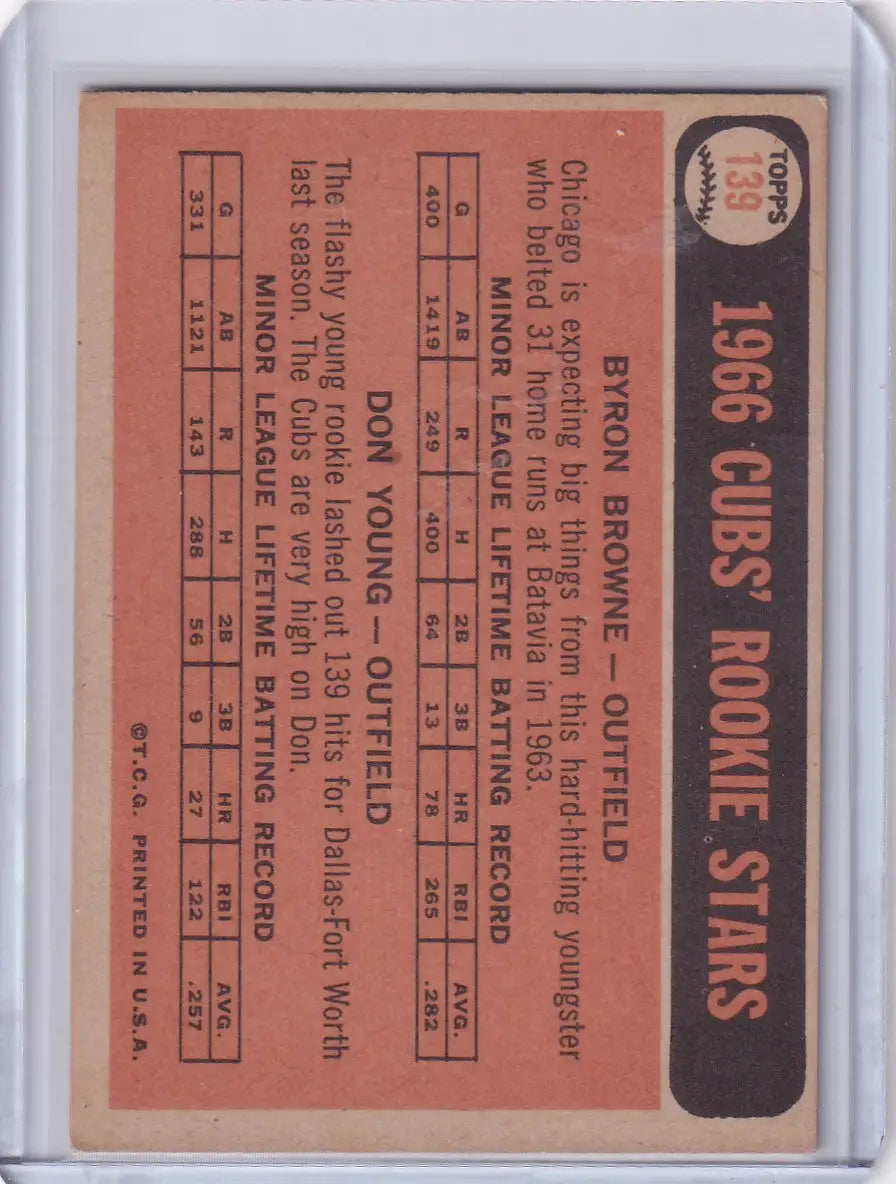 TOPPS
139
1966 CUBS' ROOKIE STARS
BYRON BROWNE — OUTFIELD
Chicago is expecting big things from this hard-hitting youngster
who belted 31 home runs at Batavia in 1963.
MINOR LEAGUE LIFETIME BATTING RECORD
G AB R H 2B 3B HR RBI AVG.
400 1419 249 400 64 13 78 265 .282
DON YOUNG — OUTFIELD
The flashy young rookie lashed out 139 hits for Dallas-Fort Worth
last season. The Cubs are very high on Don.
MINOR LEAGUE LIFETIME BATTING RECORD
G AB R H 2B 3B HR RBI AVG.
331 1121 143 288 56 9 27 122 .257
©T.C.G. PRINTED IN U.S.A.